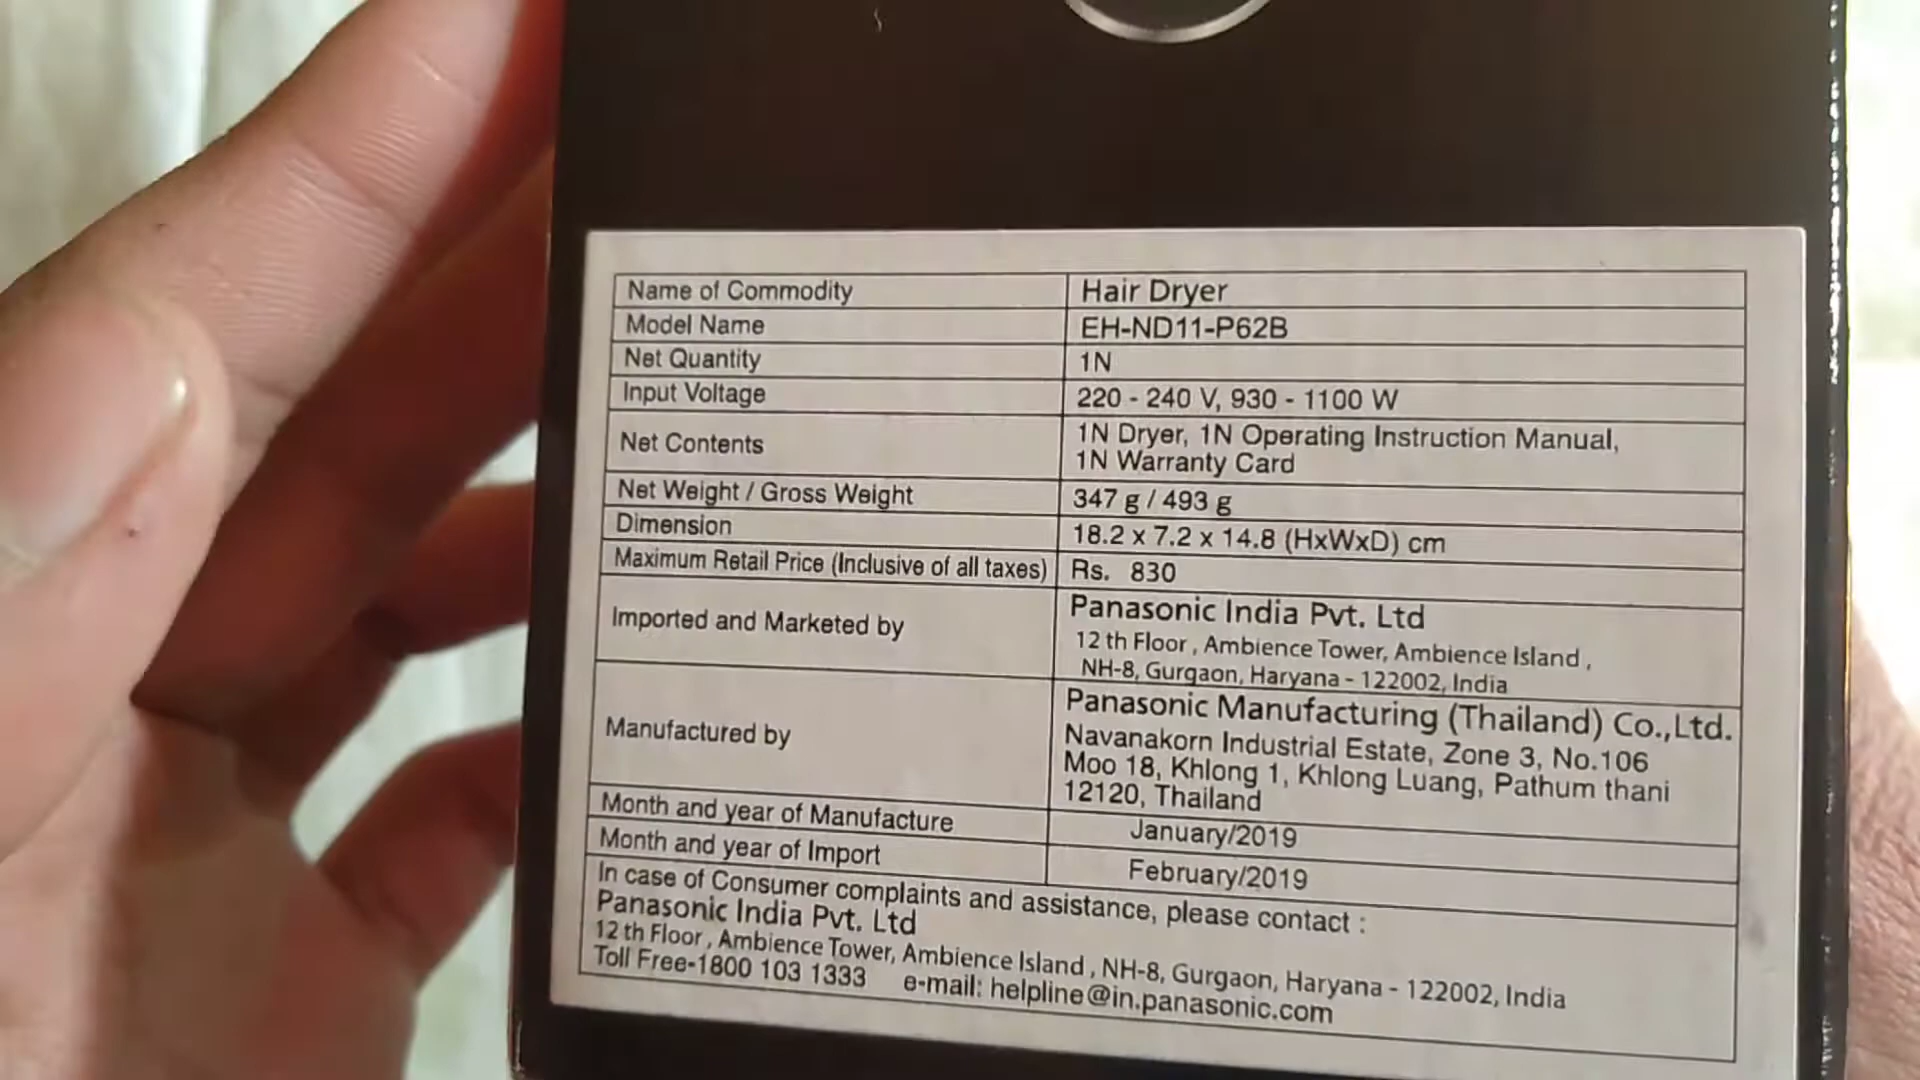 Name of Commodity Hair Dryer
Model Name EH-ND11-P62B
Net Quantity 1N
Input Voltage 220 - 240 V, 930 - 1100 W
Net Contents 1N Dryer, 1N Operating Instruction Manual,
1N Warranty Card
Net Weight / Gross Weight 347 g / 493 g
Dimension 18.2 x 7.2 x 14.8 (HxWxD) cm
Maximum Retail Price (Inclusive of all taxes) Rs. 830
Imported and Marketed by Panasonic India Pvt. Ltd
12 th Floor , Ambience Tower, Ambience Island ,
NH-8, Gurgaon, Haryana - 122002, India
Manufactured by Panasonic Manufacturing (Thailand) Co.,Ltd.
Navanakorn Industrial Estate, Zone 3, No.106
Moo 18, Khlong 1, Khlong Luang, Pathum thani
12120, Thailand
Month and year of Manufacture January/2019
Month and year of Import February/2019
In case of Consumer complaints and assistance, please contact :
Panasonic India Pvt. Ltd
12 th Floor , Ambience Tower, Ambience Island , NH-8, Gurgaon, Haryana - 122002, India
Toll Free-1800 103 1333 e-mail: helpline@in.panasonic.com